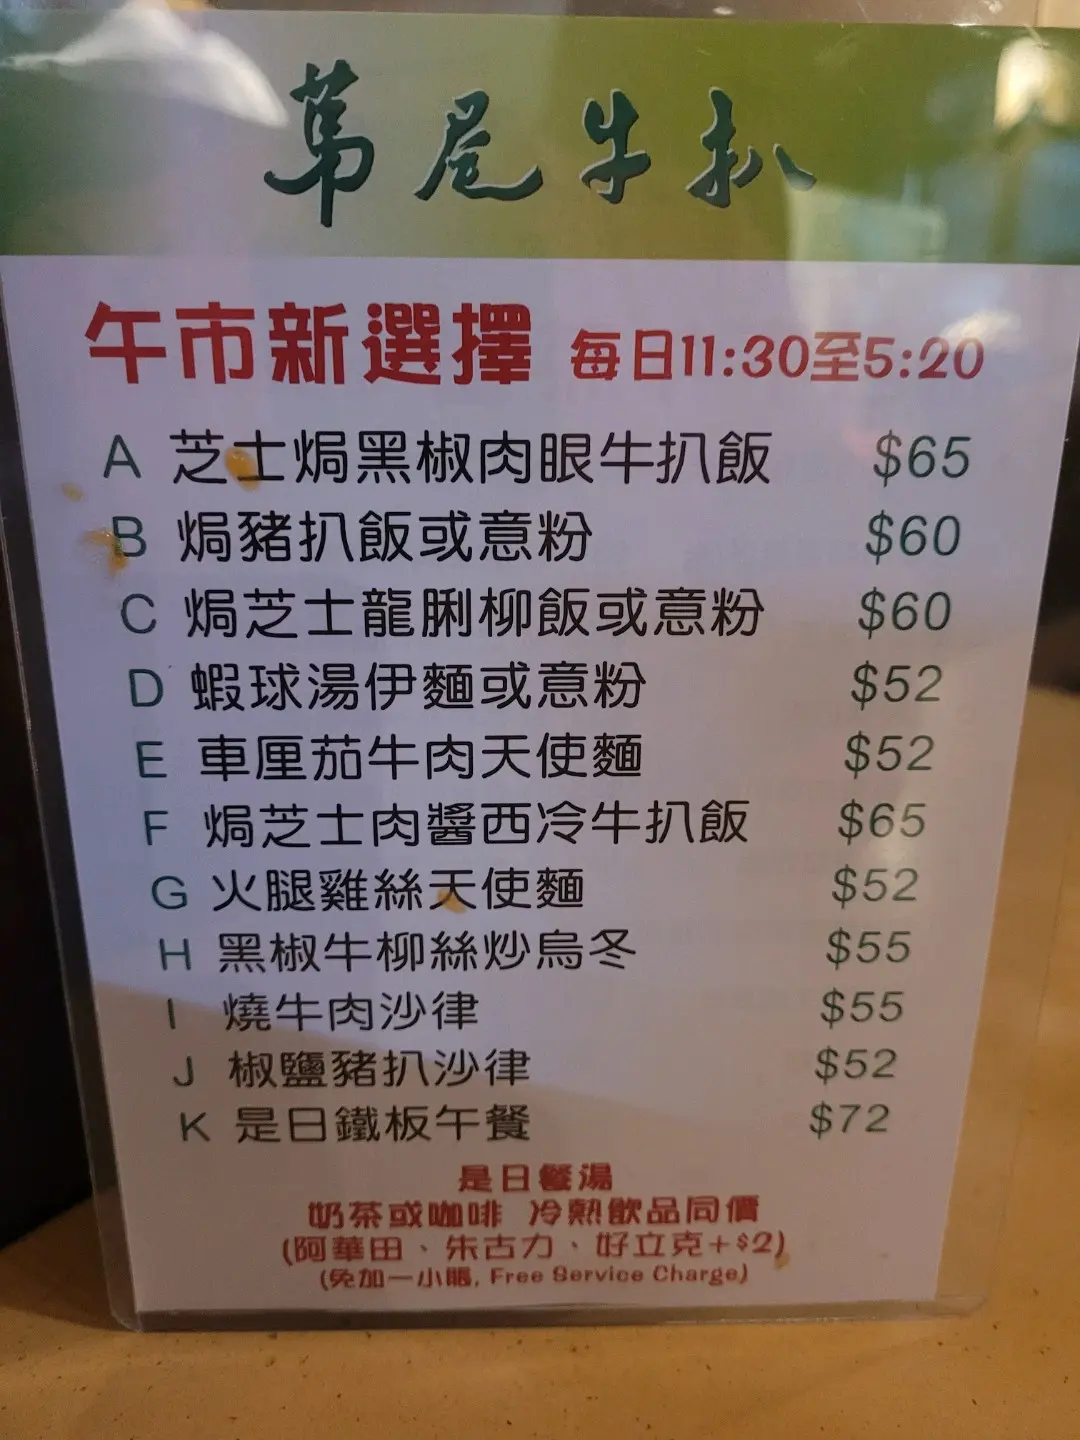 尾牛扒
午市新選擇 每日11:30至5:20
A 芝士焗黑椒肉眼牛扒飯 $65
B 焗豬扒飯或意粉 $60
C 焗芝士龍脷柳飯或意粉 $60
D 蝦球湯伊麵或意粉 $52
E 車厘茄牛肉天使麵 $52
F 焗芝士肉醬西冷牛扒飯 $65
G 火腿雞絲天使麵 $52
H 黑椒牛柳絲炒烏冬 $55
I 燒牛肉沙律 $55
J 椒鹽豬扒沙律 $52
K 是日鐵板午餐 $72
是日餐湯
奶茶或咖啡 冷熱飲品同價
(阿華田、朱古力、好立克+$2)
(免加一小賬, Free Service Charge)